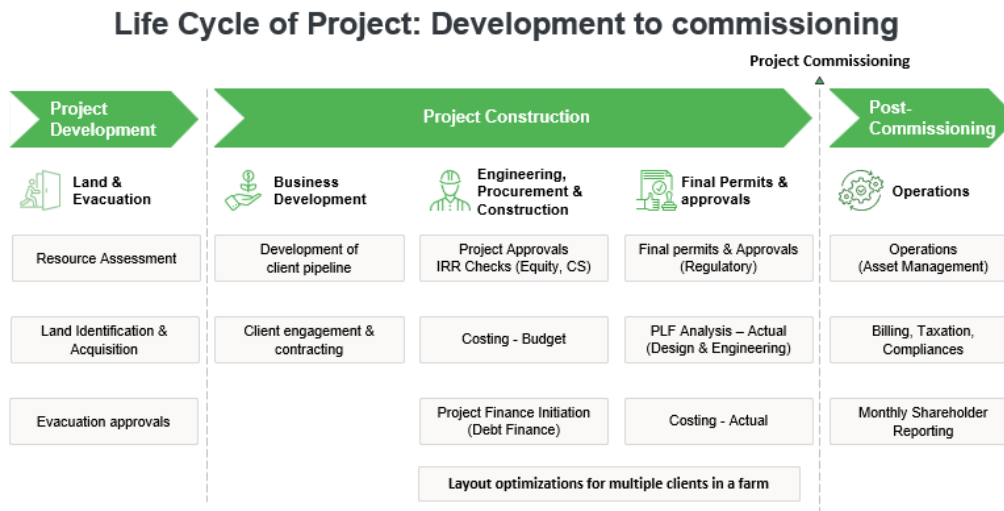 Life Cycle of Project: Development to commissioning
Project Commissioning
Project
Development
Project Construction
Post-
Commissioning
Land &
Evacuation
Business
Development
Engineering,
Procurement &
Construction
Final Permits &
approvals
Operations
Resource Assessment
Development of
client pipeline
Project Approvals
IRR Checks (Equity, CS)
Final permits & Approvals
(Regulatory)
Operations
(Asset Management)
Land Identification &
Acquisition
Client engagement &
contracting
Costing - Budget
PLF Analysis – Actual
(Design & Engineering)
Billing, Taxation,
Compliances
Evacuation approvals
Project Finance Initiation
(Debt Finance)
Costing - Actual
Monthly Shareholder
Reporting
Layout optimizations for multiple clients in a farm